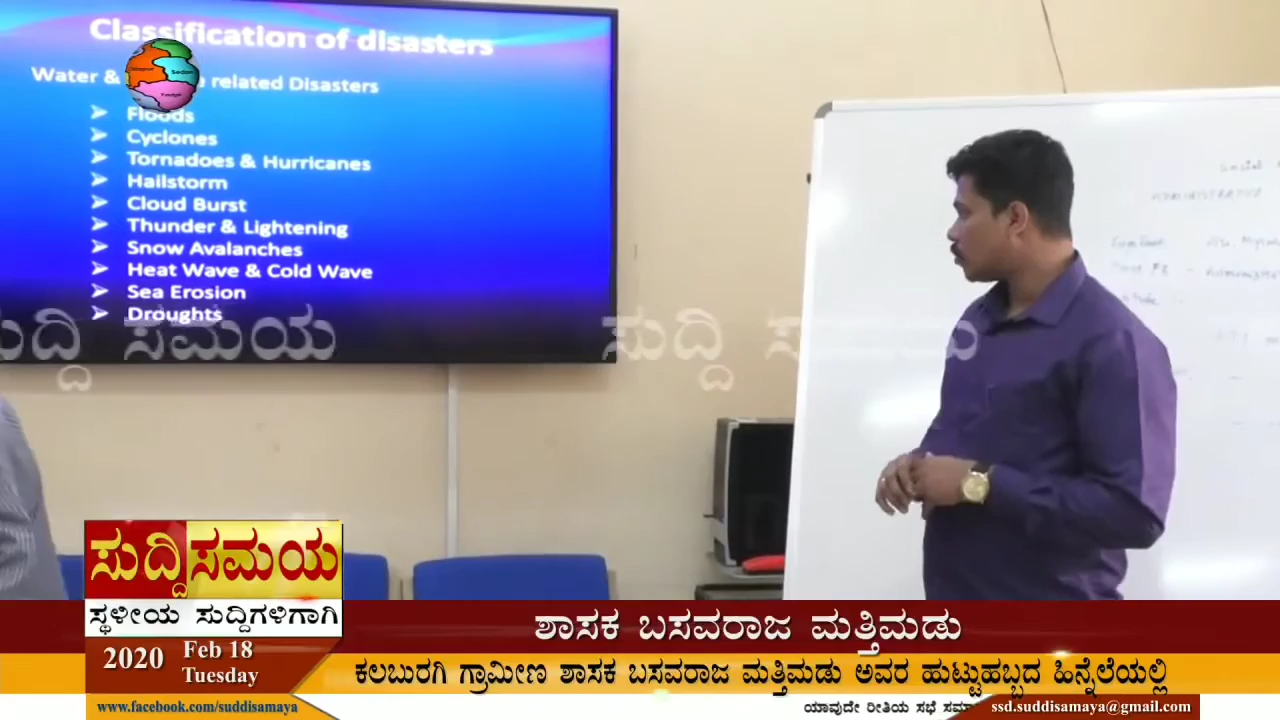 Classification of disasters
Water & related Disasters
➢ Floods
➢ Cyclones
➢ Tornadoes & Hurricanes
➢ Hailstorm
➢ Cloud Burst
➢ Thunder & Lightening
➢ Snow Avalanches
➢ Heat Wave & Cold Wave
➢ Sea Erosion
➢ Droughts
ಸುದ್ದಿ ಸಮಯ ಸುದ್ದಿ ಸಮಯ
ಸುದ್ದಿಸಮಯ
ಸ್ಥಳೀಯ ಸುದ್ದಿಗಳಿಗಾಗಿ
2020 Feb 18 Tuesday
ಶಾಸಕ ಬಸವರಾಜ ಮತ್ತಿಮಡು
ಕಲಬುರಗಿ ಗ್ರಾಮೀಣ ಶಾಸಕ ಬಸವರಾಜ ಮತ್ತಿಮಡು ಅವರ ಹುಟ್ಟುಹಬ್ಬದ ಹಿನ್ನೆಲೆಯಲ್ಲಿ
www.facebook.com/suddisamaya
ಯಾವುದೇ ರೀತಿಯ ಸಭೆ
ssd.suddisamaya@gmail.com